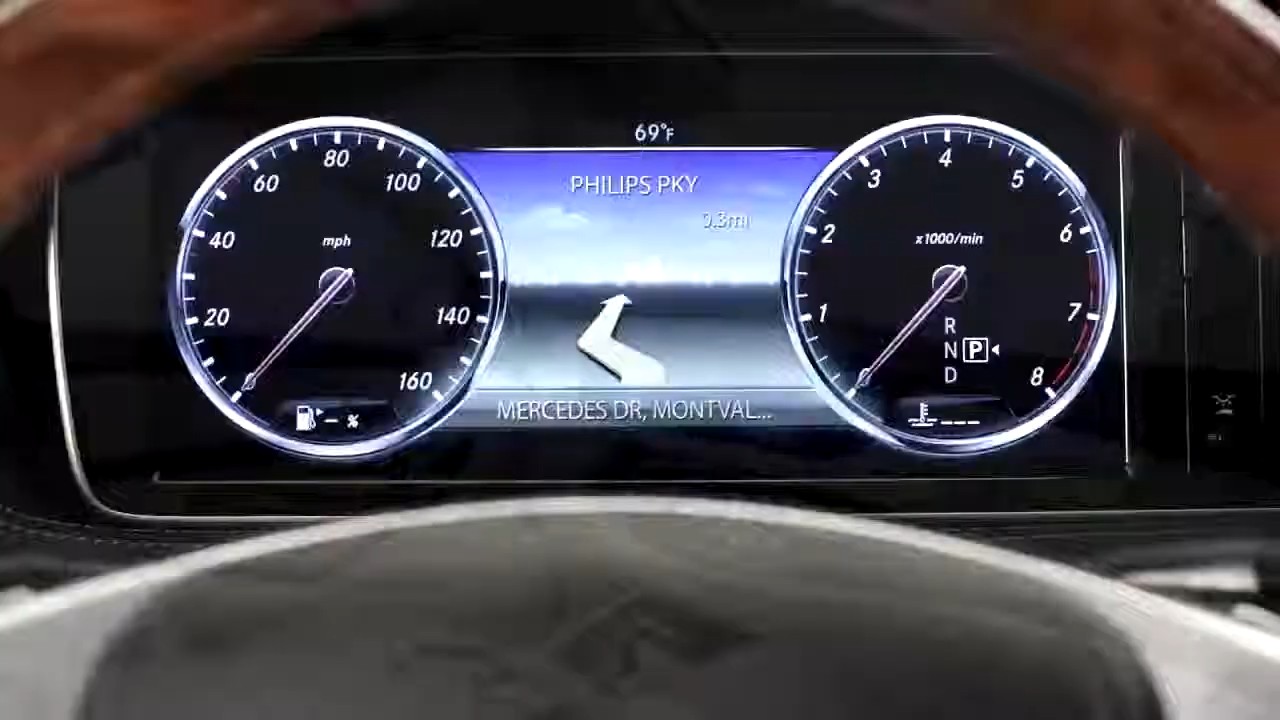 69°F
PHILIPS PKY
0.3mi
MERCEDES DR, MONTVAL...
20
40
60
80
100
120
140
160
mph
– %
1
2
3
4
5
6
7
8
x1000/min
R
N P
D
---